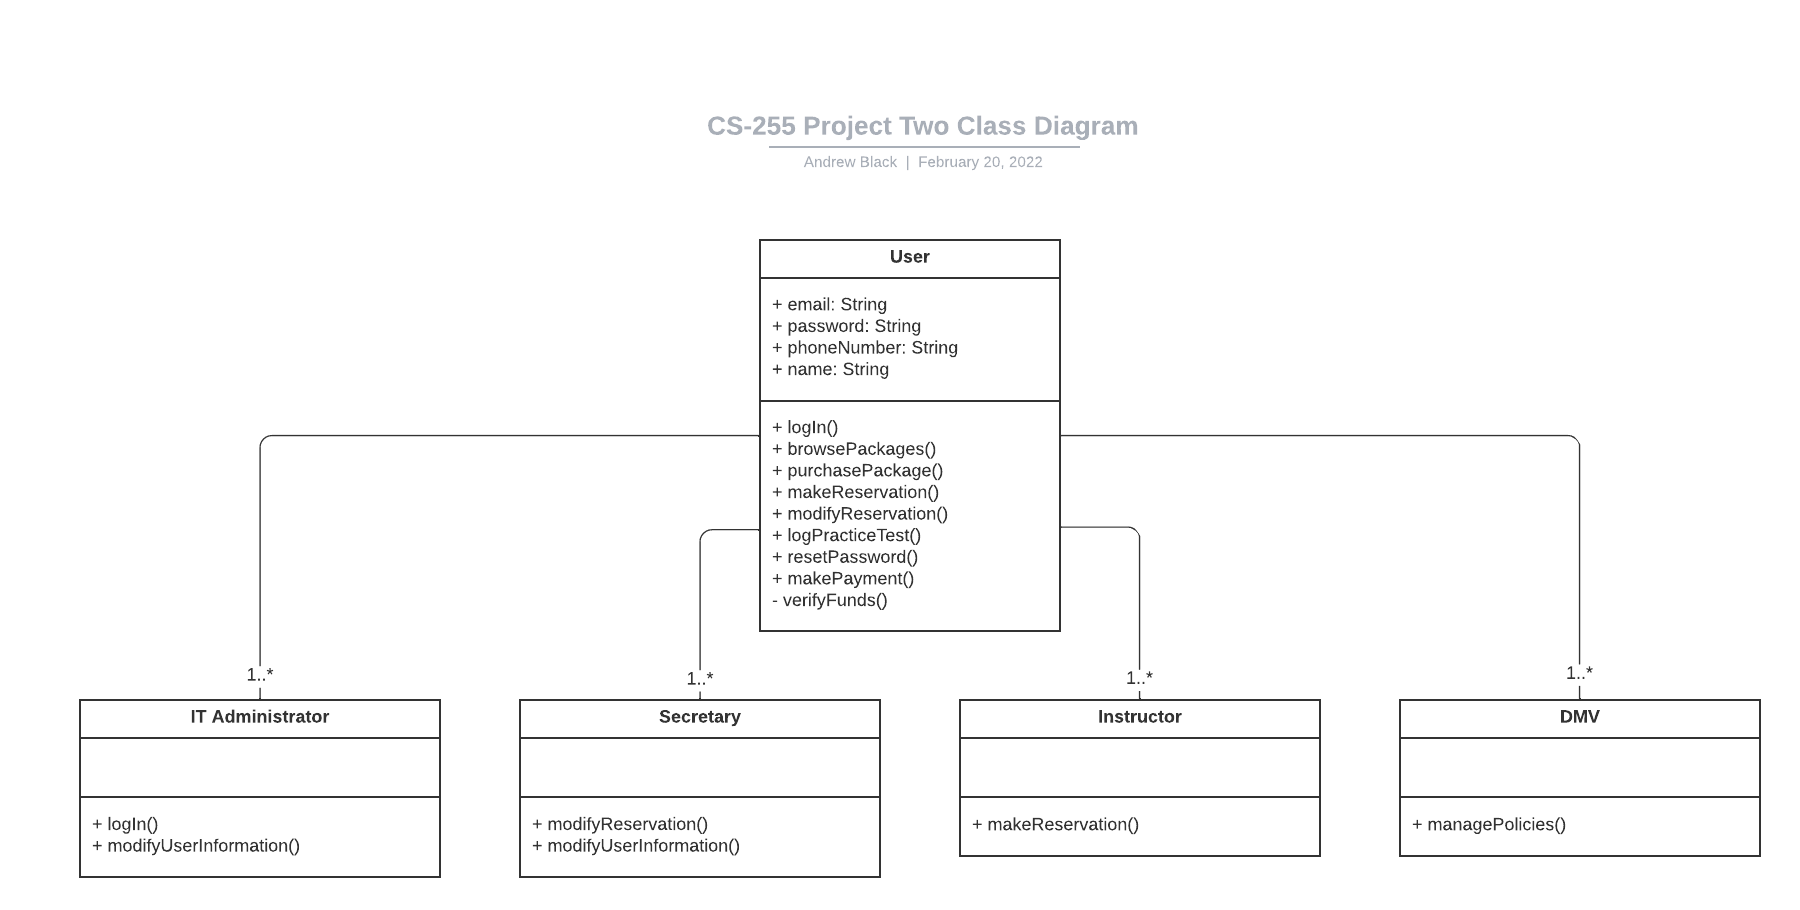 CS-255 Project Two Class Diagram
Andrew Black | February 20, 2022
User
+ email: String
+ password: String
+ phoneNumber: String
+ name: String
+ logIn()
+ browsePackages()
+ purchasePackage()
+ makeReservation()
+ modifyReservation()
+ logPracticeTest()
+ resetPassword()
+ makePayment()
- verifyFunds()
1..*
1..*
1..*
1..*
IT Administrator
+ logIn()
+ modifyUserInformation()
Secretary
+ modifyReservation()
+ modifyUserInformation()
Instructor
+ makeReservation()
DMV
+ managePolicies()